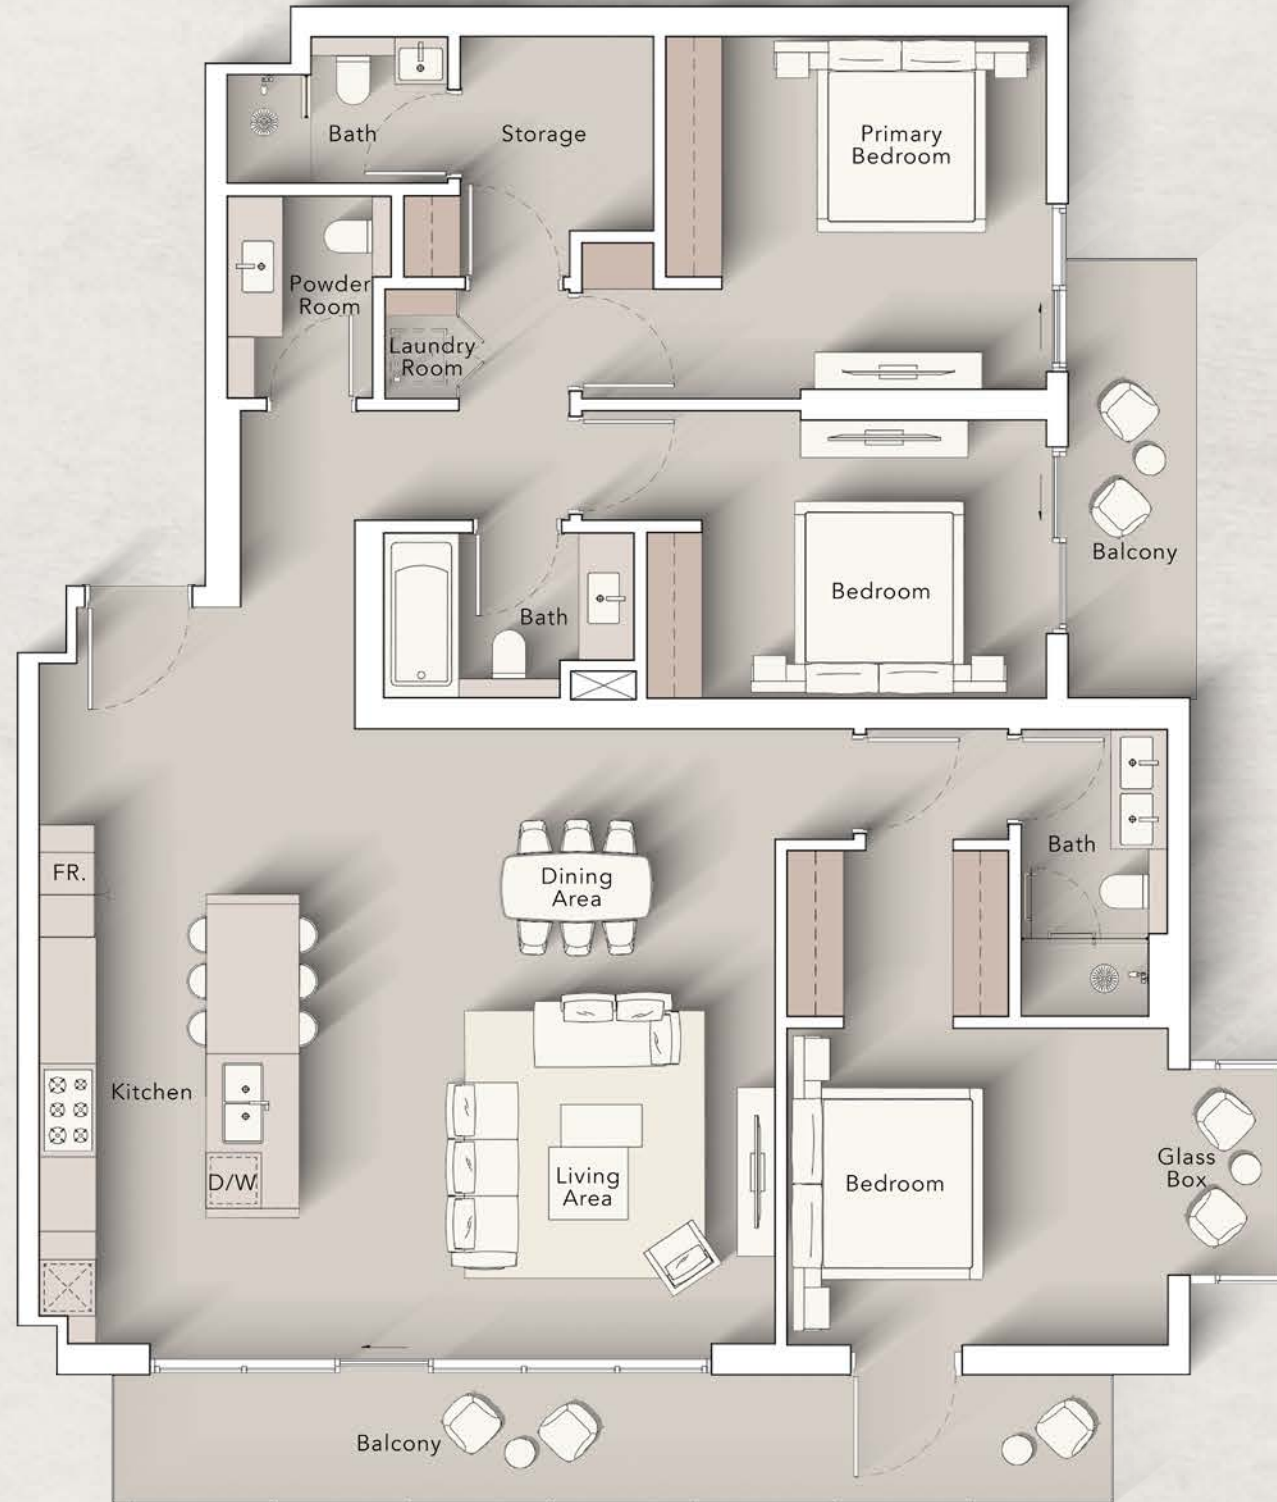 Bath
Storage
Primary
Bedroom
Powder
Room
Laundry
Room
Balcony
Bedroom
Bath
Bath
FR.
Dining
Area
Kitchen
D/W
Living
Area
Bedroom
Glass
Box
Balcony